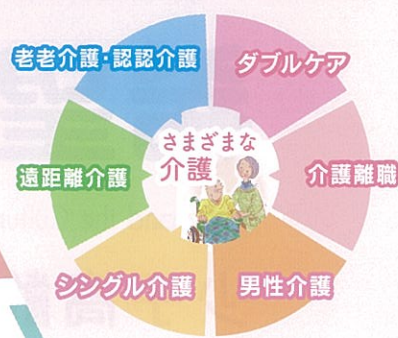 老老介護・認認介護
ダブルケア
さまざまな
介護
遠距離介護
介護離職
シングル介護
男性介護